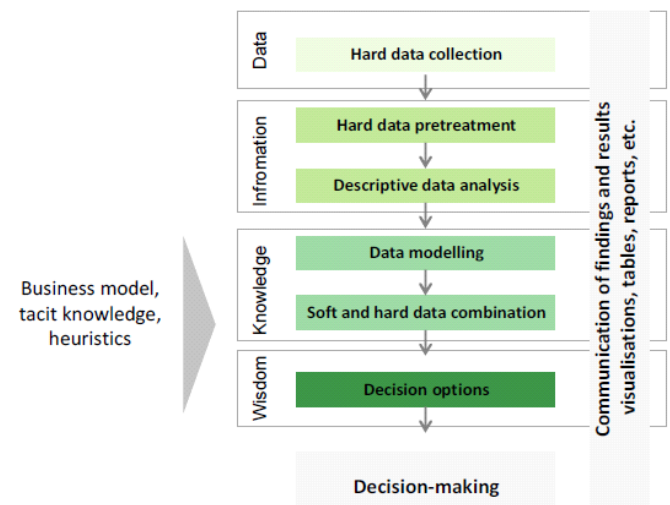 Data
Hard data collection
Infromation
Hard data pretreatment
Descriptive data analysis
Knowledge
Data modelling
Soft and hard data combination
Business model,
tacit knowledge,
heuristics
Wisdom
Decision options
Decision-making
Communication of findings and results
visualisations, tables, reports, etc.